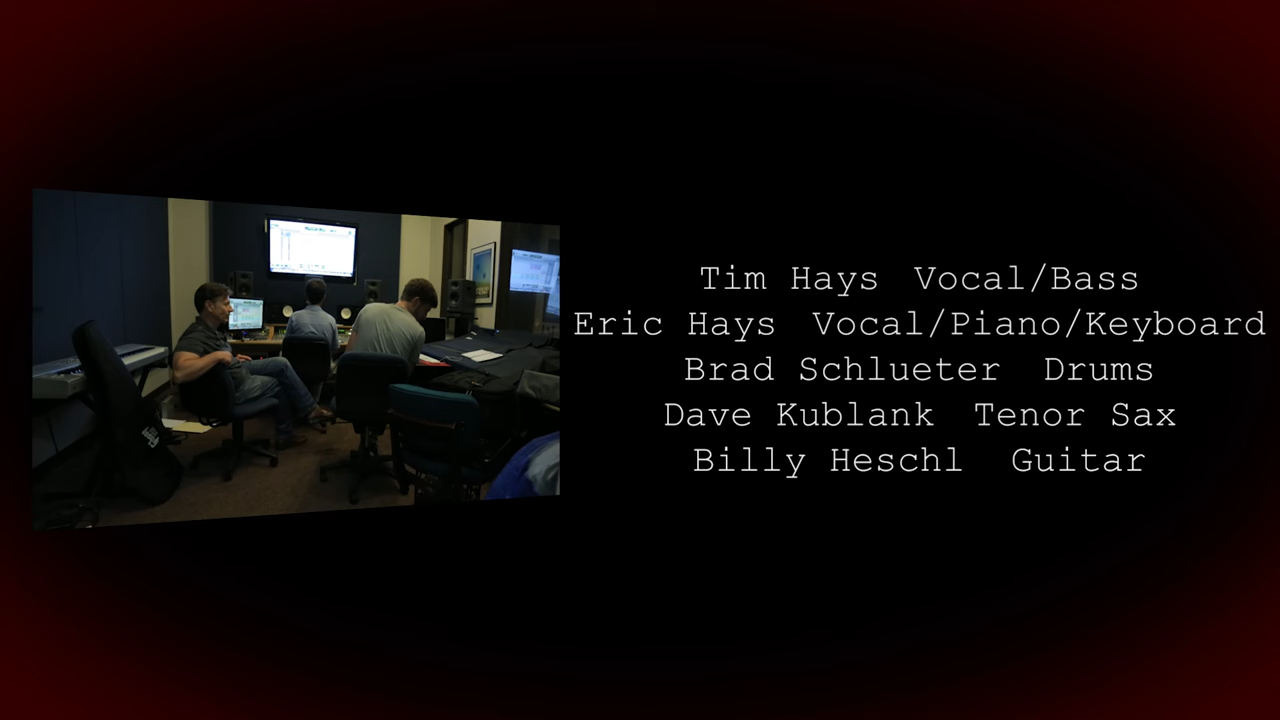 Tim Hays Vocal/Bass
Eric Hays Vocal/Piano/Keyboard
Brad Schlueter Drums
Dave Kublank Tenor Sax
Billy Heschl Guitar